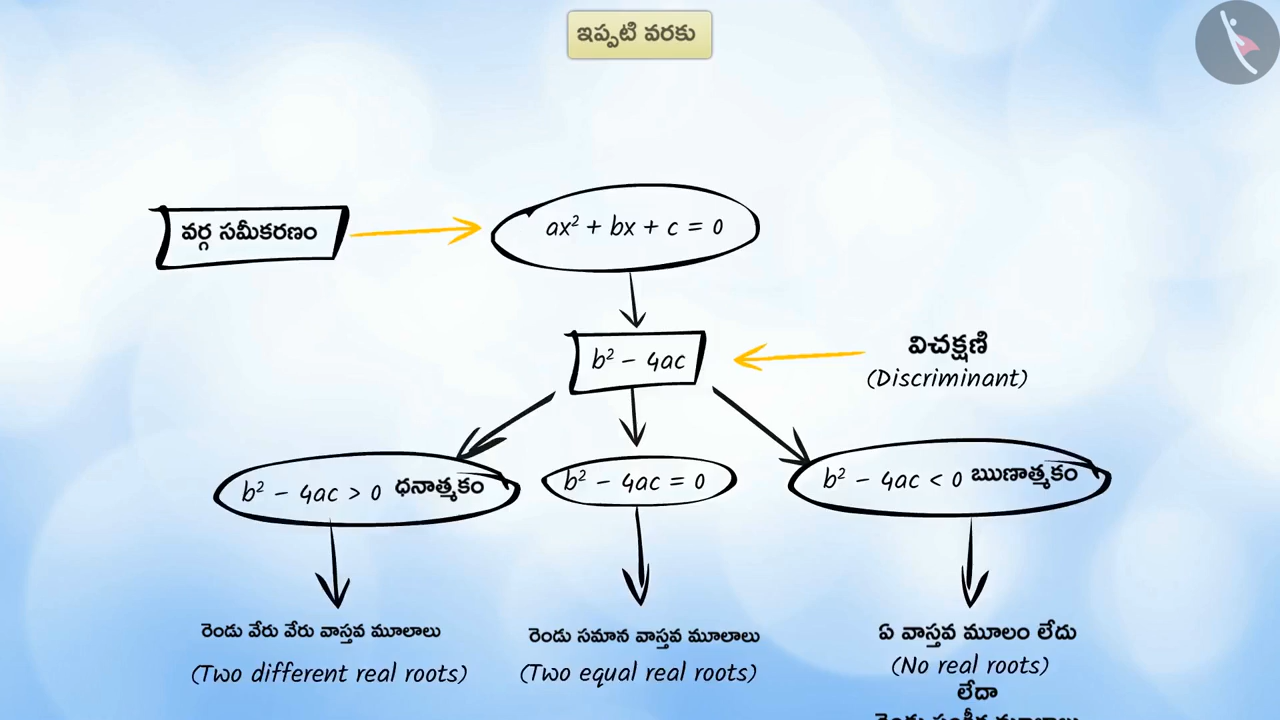 ఇప్పటి వరకు
వర్గ సమీకరణం
ax² + bx + c = 0
b² − 4ac
విచక్షణి
(Discriminant)
b² − 4ac > 0 ధనాత్మకం
b² − 4ac = 0
b² − 4ac < 0 ఋణాత్మకం
రెండు వేరు వేరు వాస్తవ మూలాలు
(Two different real roots)
రెండు సమాన వాస్తవ మూలాలు
(Two equal real roots)
ఏ వాస్తవ మూలం లేదు
(No real roots)
లేదా